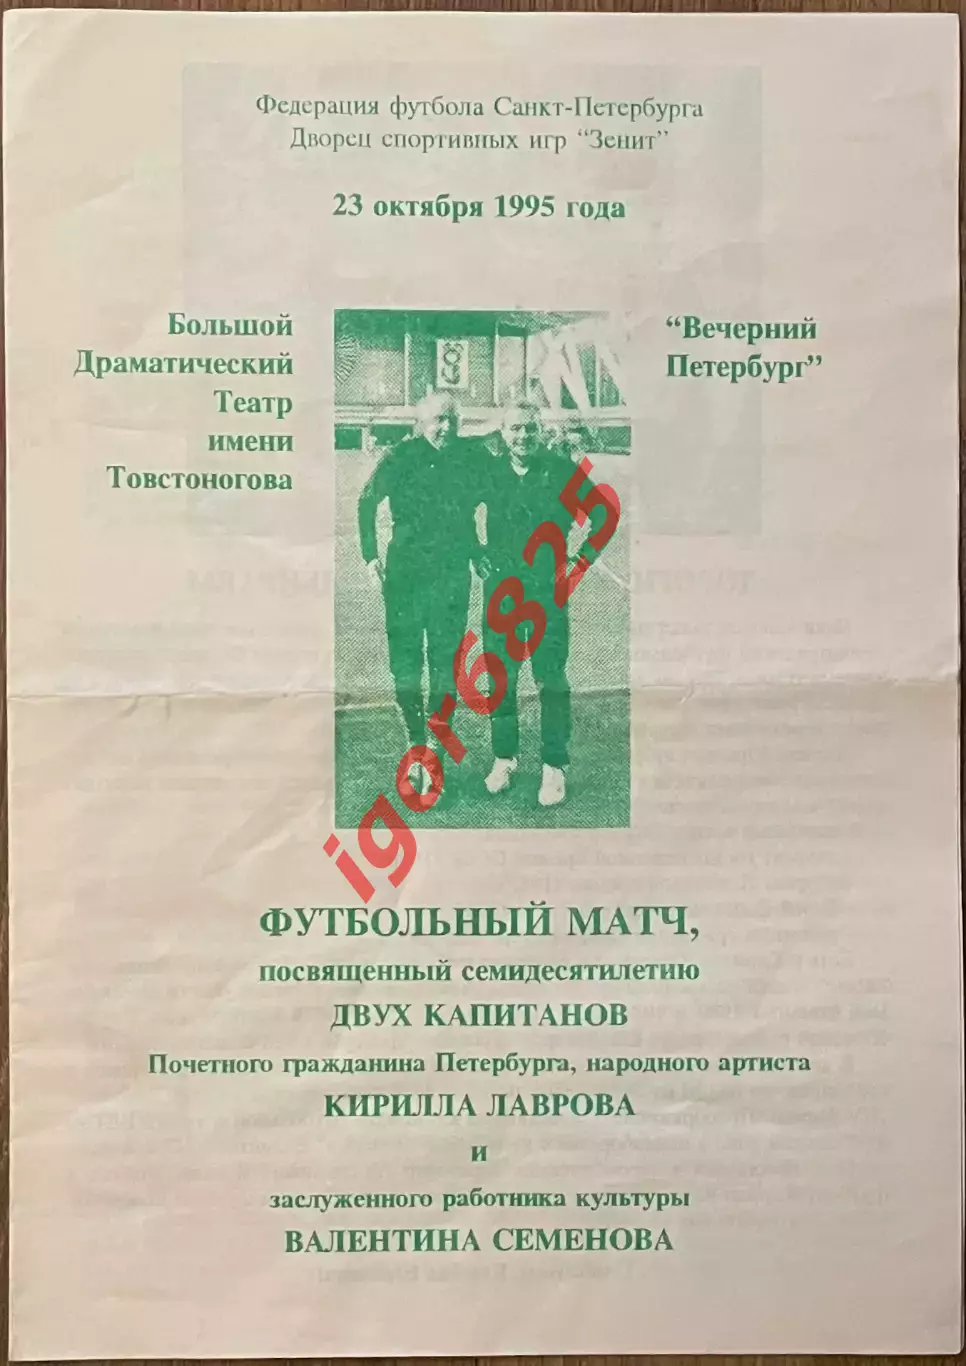 Федерация футбола Санкт-Петербурга
Дворец спортивных игр "Зенит"
23 октября 1995 года
Большой
Драматический
Театр
имени
Товстоногова
"Вечерний
Петербург"
igor6825
ФУТБОЛЬНЫЙ МАТЧ,
посвященный семидесятилетию
ДВУХ КАПИТАНОВ
Почетного гражданина Петербурга, народного артиста
КИРИЛЛА ЛАВРОВА
и
заслуженного работника культуры
ВАЛЕНТИНА СЕМЕНОВА